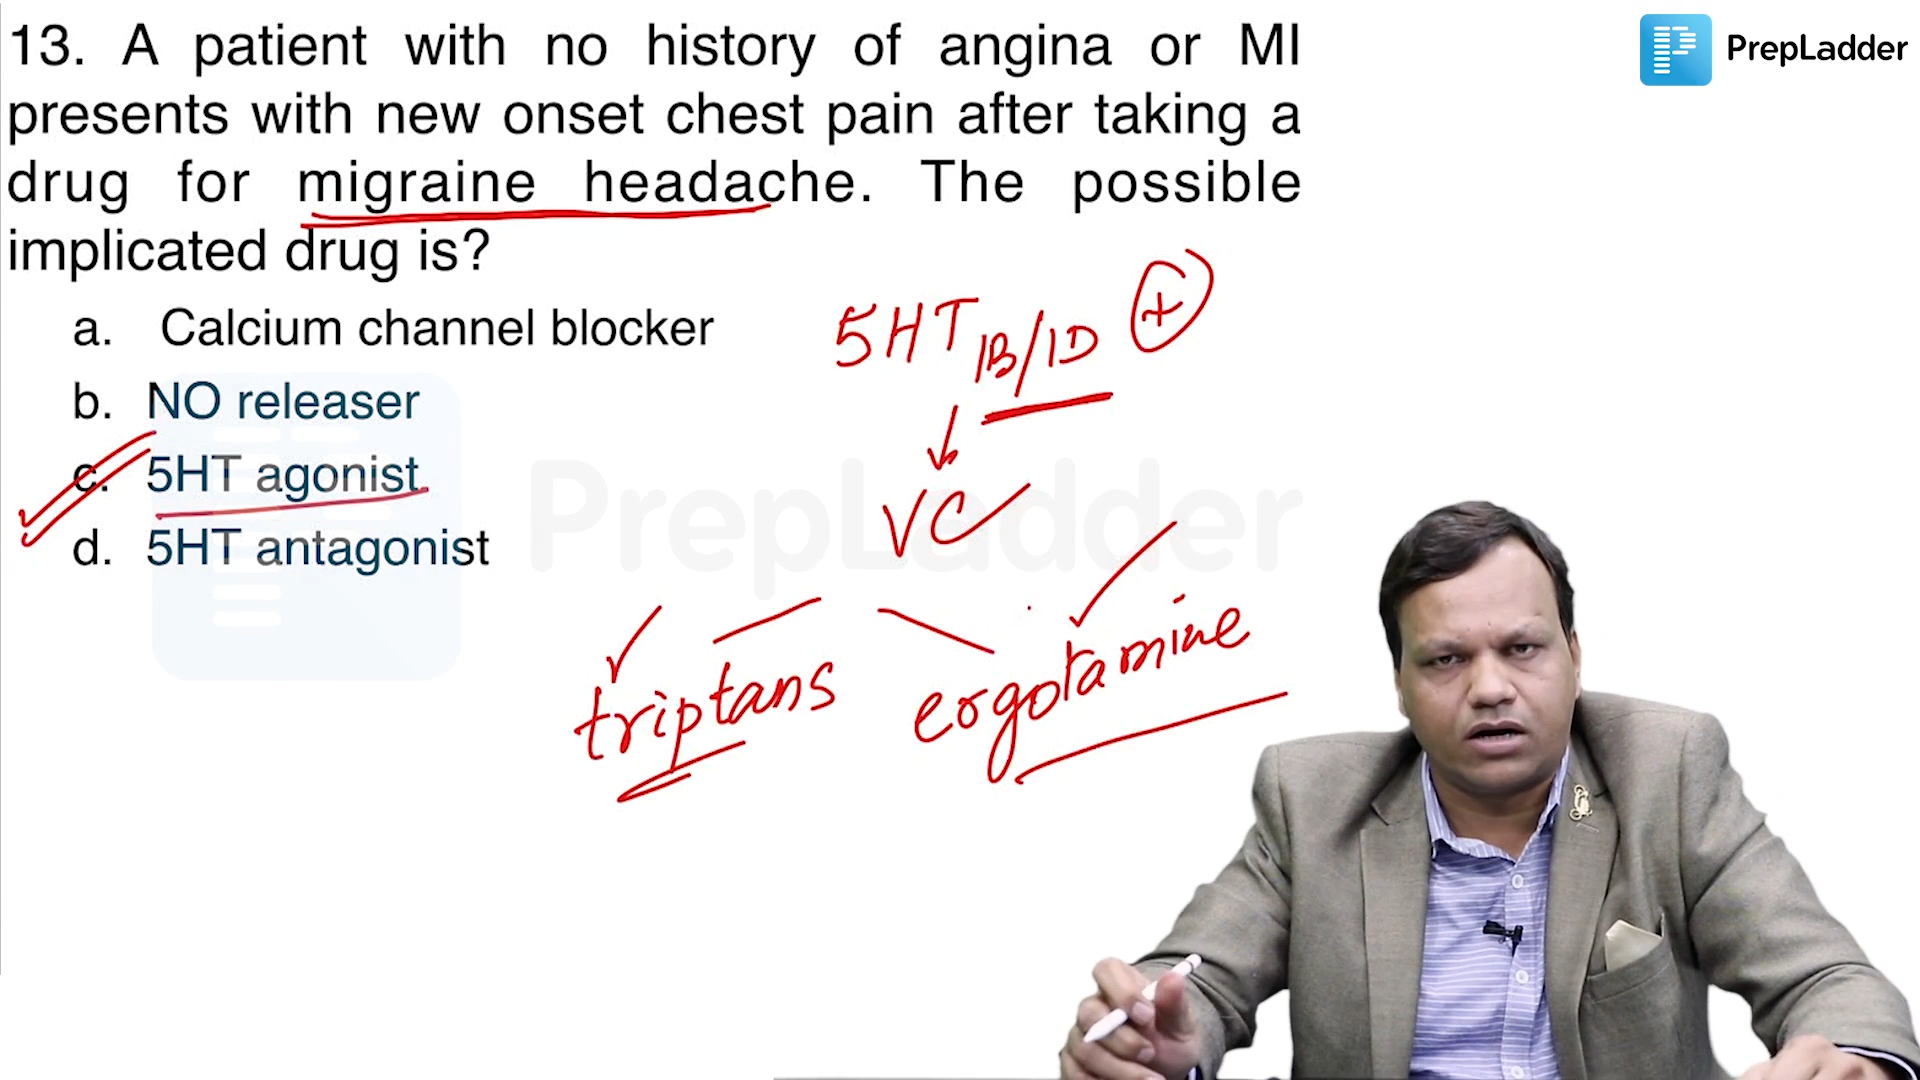 13. A patient with no history of angina or MI
presents with new onset chest pain after taking a
drug for migraine headache. The possible
implicated drug is?
a. Calcium channel blocker
b. NO releaser
c. 5HT agonist
d. 5HT antagonist
5HT 1B/1D +
VC
triptans
ergotamine
PrepLadder
PrepLadder